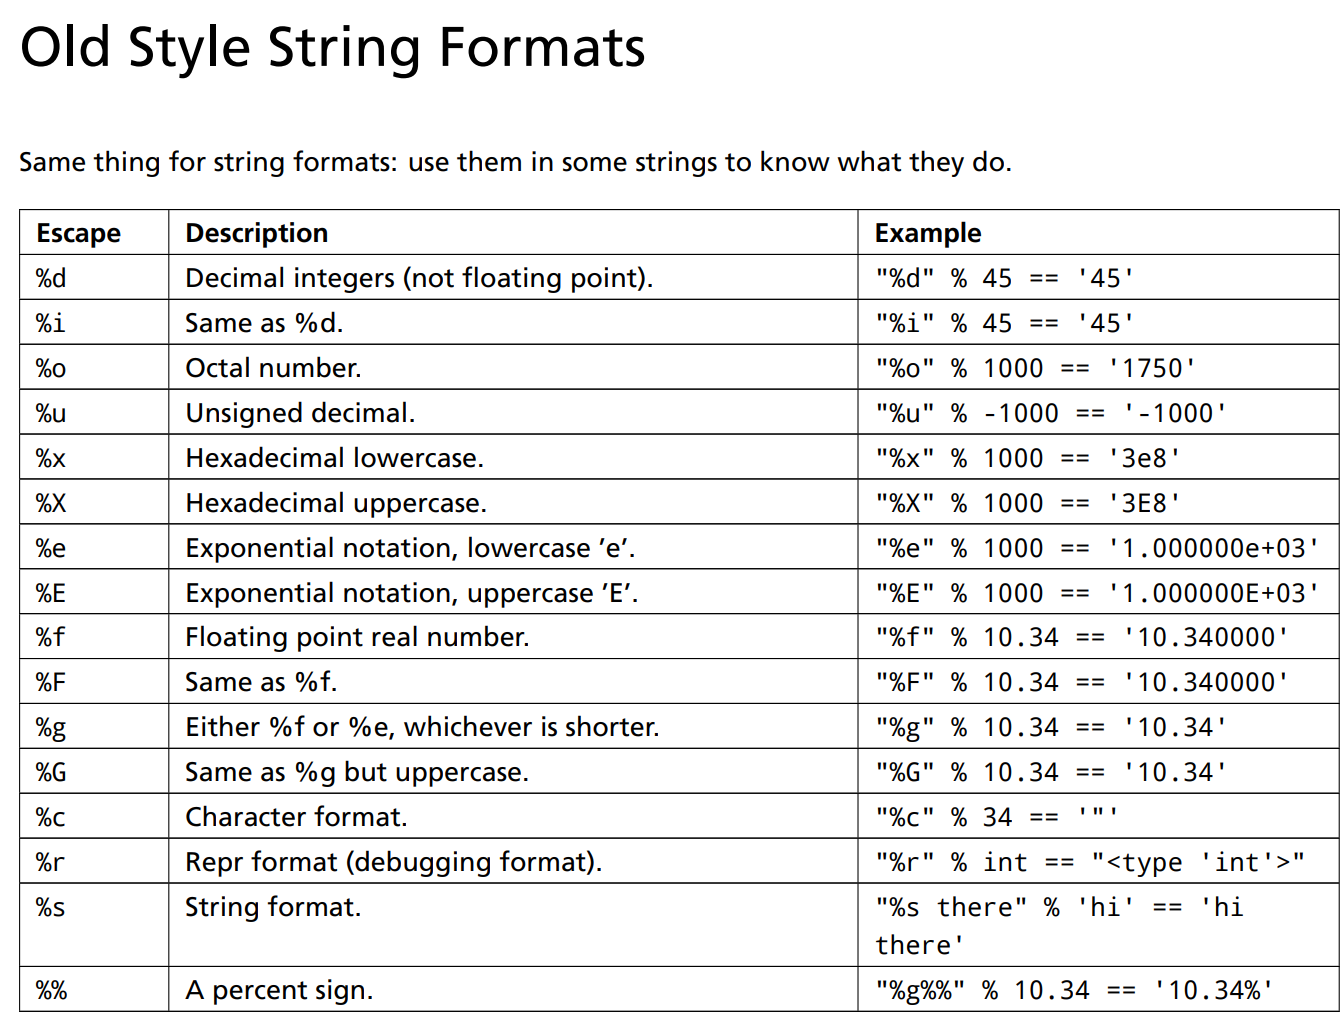 Old Style String Formats
Same thing for string formats: use them in some strings to know what they do.
Escape Description Example
%d Decimal integers (not floating point). "%d" % 45 == '45'
%i Same as %d. "%i" % 45 == '45'
%o Octal number. "%o" % 1000 == '1750'
%u Unsigned decimal. "%u" % -1000 == '-1000'
%x Hexadecimal lowercase. "%x" % 1000 == '3e8'
%X Hexadecimal uppercase. "%X" % 1000 == '3E8'
%e Exponential notation, lowercase ’e’. "%e" % 1000 == '1.000000e+03'
%E Exponential notation, uppercase ’E’. "%E" % 1000 == '1.000000E+03'
%f Floating point real number. "%f" % 10.34 == '10.340000'
%F Same as %f. "%F" % 10.34 == '10.340000'
%g Either %f or %e, whichever is shorter. "%g" % 10.34 == '10.34'
%G Same as %g but uppercase. "%G" % 10.34 == '10.34'
%c Character format. "%c" % 34 == '"'
%r Repr format (debugging format). "%r" % int == "<type 'int'>"
%s String format. "%s there" % 'hi' == 'hi
there'
%% A percent sign. "%g%%" % 10.34 == '10.34%'